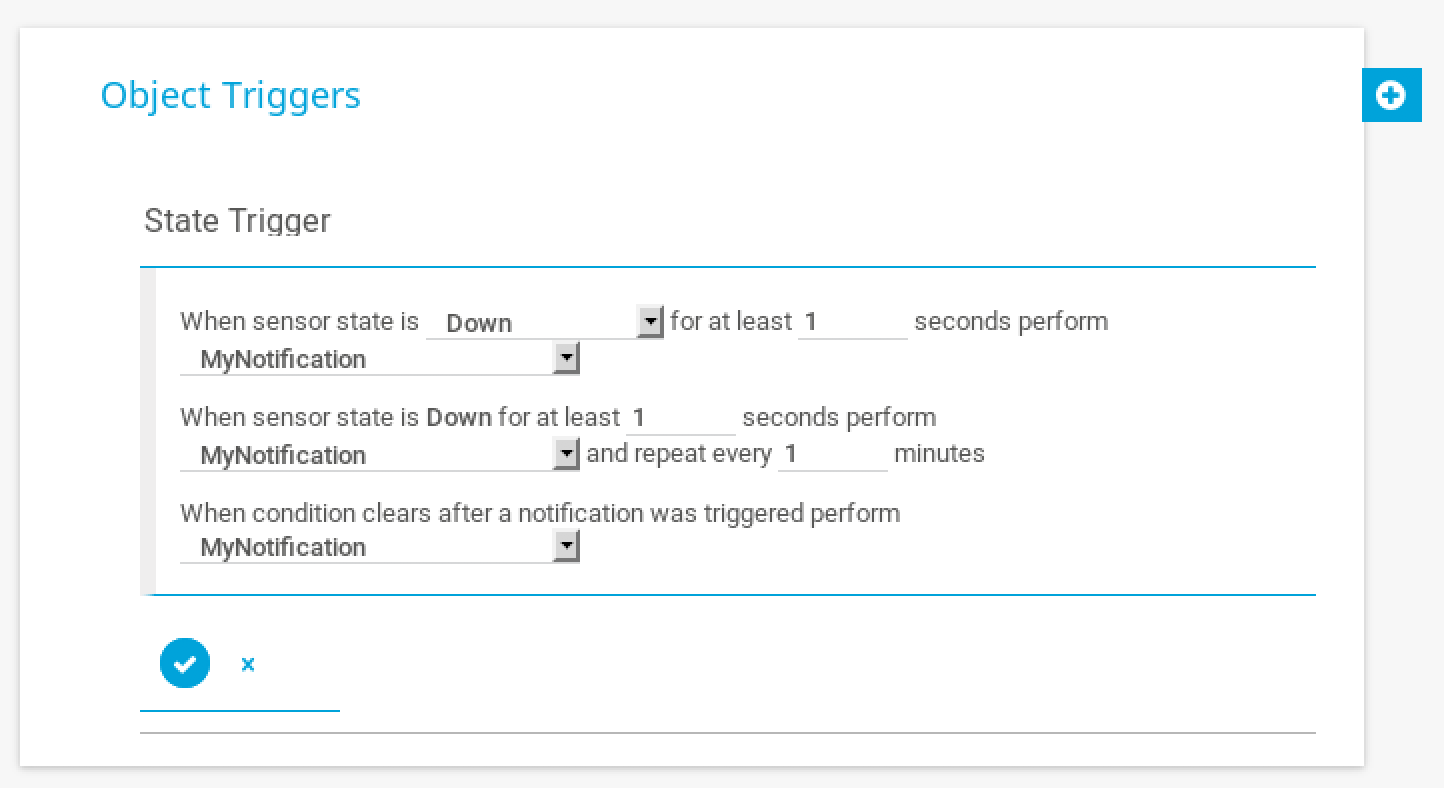 Object Triggers
State Trigger
When sensor state is Down for at least 1 seconds perform
MyNotification
When sensor state is Down for at least 1 seconds perform
MyNotification and repeat every 1 minutes
When condition clears after a notification was triggered perform
MyNotification